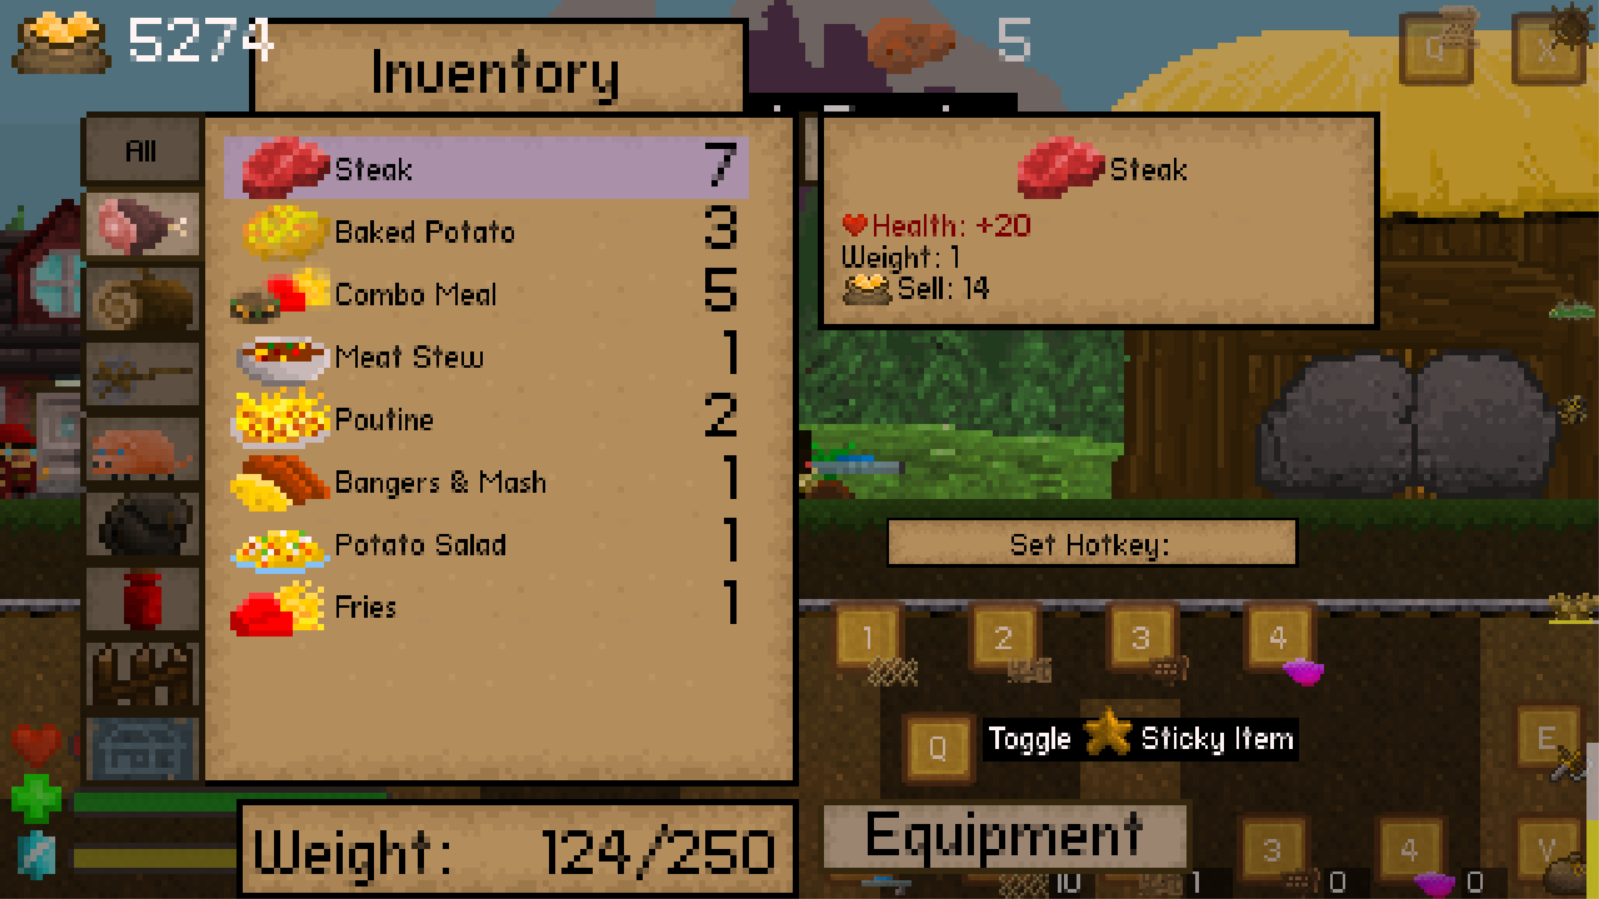 5274
Inventory
5
Q
X
All
Steak 7
Baked Potato 3
Combo Meal 5
Meat Stew 1
Poutine 2
Bangers & Mash 1
Potato Salad 1
Fries 1
Weight: 124/250
Steak
Health: +20
Weight: 1
Sell: 14
Set Hotkey:
1 2 3 4
Q Toggle Sticky Item
E
Equipment
3 4 V
10 1 0 0